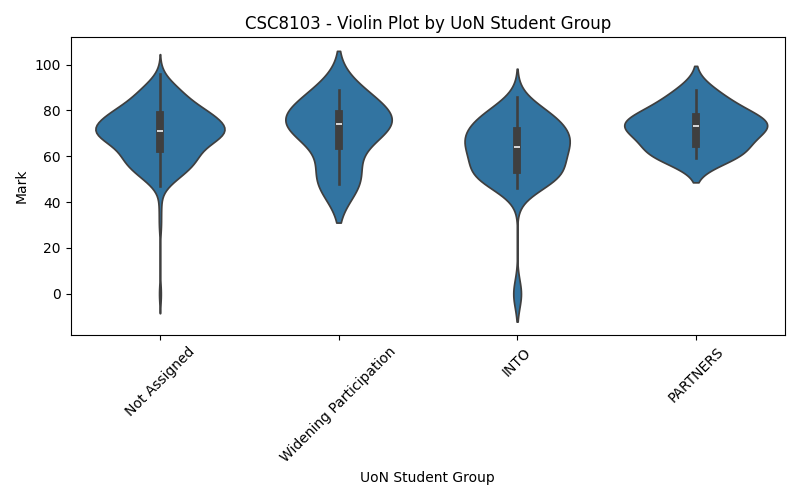 CSC8103 - Violin Plot by UoN Student Group
Mark
100
80
60
40
20
0
Not Assigned
Widening Participation
INTO
PARTNERS
UoN Student Group